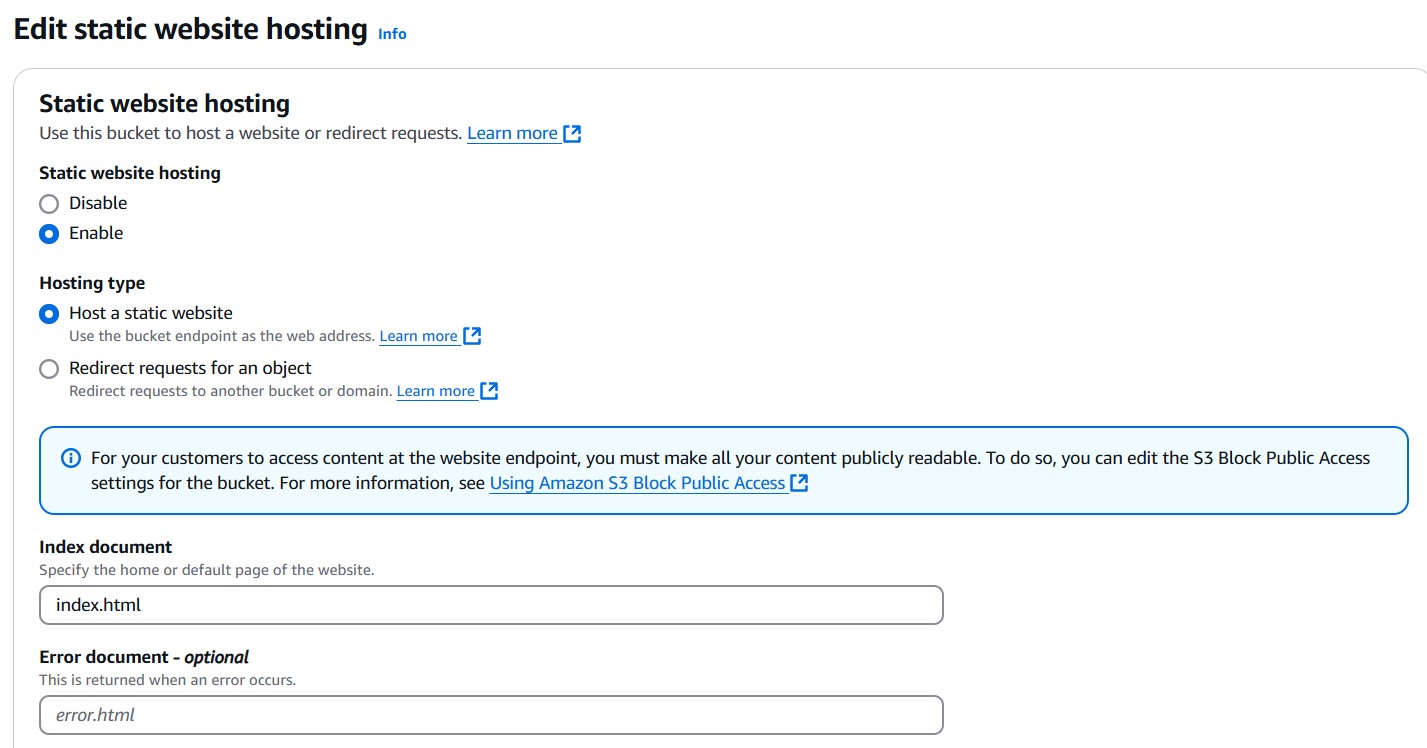 Edit static website hosting Info
Static website hosting
Use this bucket to host a website or redirect requests. Learn more
Static website hosting
Disable
Enable
Hosting type
Host a static website
Use the bucket endpoint as the web address. Learn more
Redirect requests for an object
Redirect requests to another bucket or domain. Learn more
For your customers to access content at the website endpoint, you must make all your content publicly readable. To do so, you can edit the S3 Block Public Access
settings for the bucket. For more information, see Using Amazon S3 Block Public Access
Index document
Specify the home or default page of the website.
index.html
Error document - optional
This is returned when an error occurs.
error.html